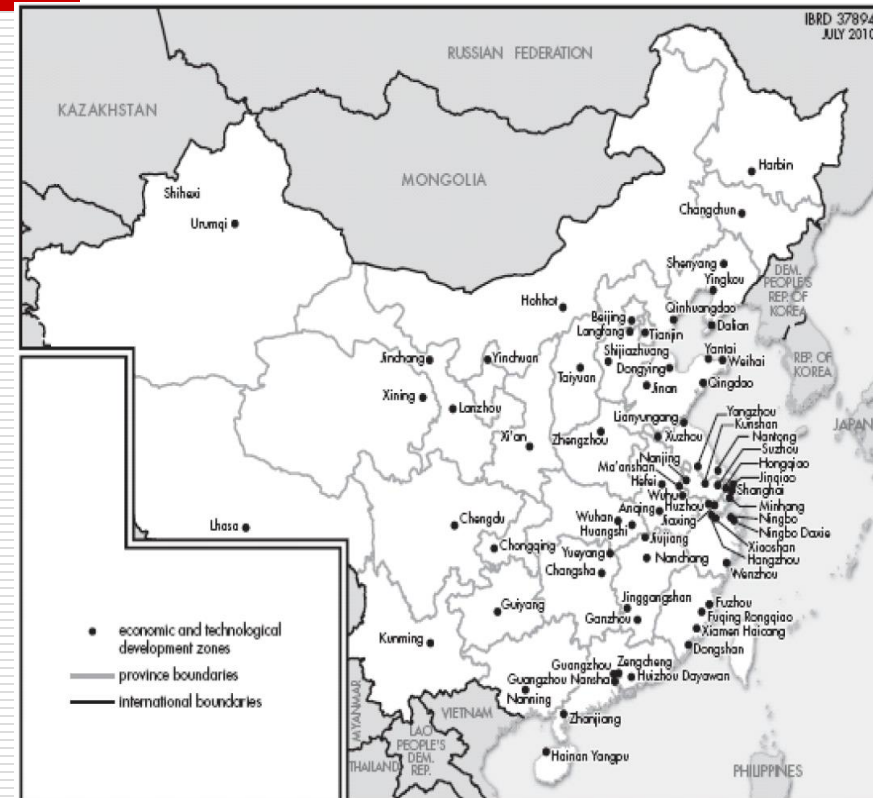 IBRD 37894
JULY 2010
RUSSIAN FEDERATION
KAZAKHSTAN
MONGOLIA
Harbin
Shihexi
Urumqi
Changchun
Shenyang
Yingkou
DEM.
PEOPLE'S
REP. OF
KOREA
Hohhot
Qinhuangdao
Beijing
Langfang
Tianjin
Dalian
Shijiazhuang
Yantai
Weihai
REP. OF
KOREA
Jinchang
Yinchuan
Taiyuan
Dongying
Jinan
Qingdao
Xining
Lanzhou
Lianyungang
Yangzhou
Kunshan
JAPAN
Xi'an
Zhengzhou
Xuzhou
Nantong
Suzhou
Nanjing
Hongqiao
Ma'anshan
Jinqiao
Hefei
Shanghai
Wuhu
Huzhou
Minhang
Lhasa
Chengdu
Wuhan
Anqing
Jiaxing
Ningbo
Huangshi
Ningbo Daxie
Jiujiang
Xiaoshan
Chongqing
Yueyang
Nanchang
Hangzhou
Changsha
Wenzhou
Guiyang
Jinggangshan
Fuzhou
Ganzhou
Fuqing Rongqiao
Xiamen Haicang
Kunming
Dongshan
Guangzhou
Zengcheng
Guangzhou Nansha
Huizhou Dayawan
Nanning
Zhanjiang
Hainan Yangpu
economic and technological
development zones
province boundaries
international boundaries
MYANMAR
VIETNAM
LAO
PEOPLE'S
DEM.
REP.
THAILAND
PHILIPPINES